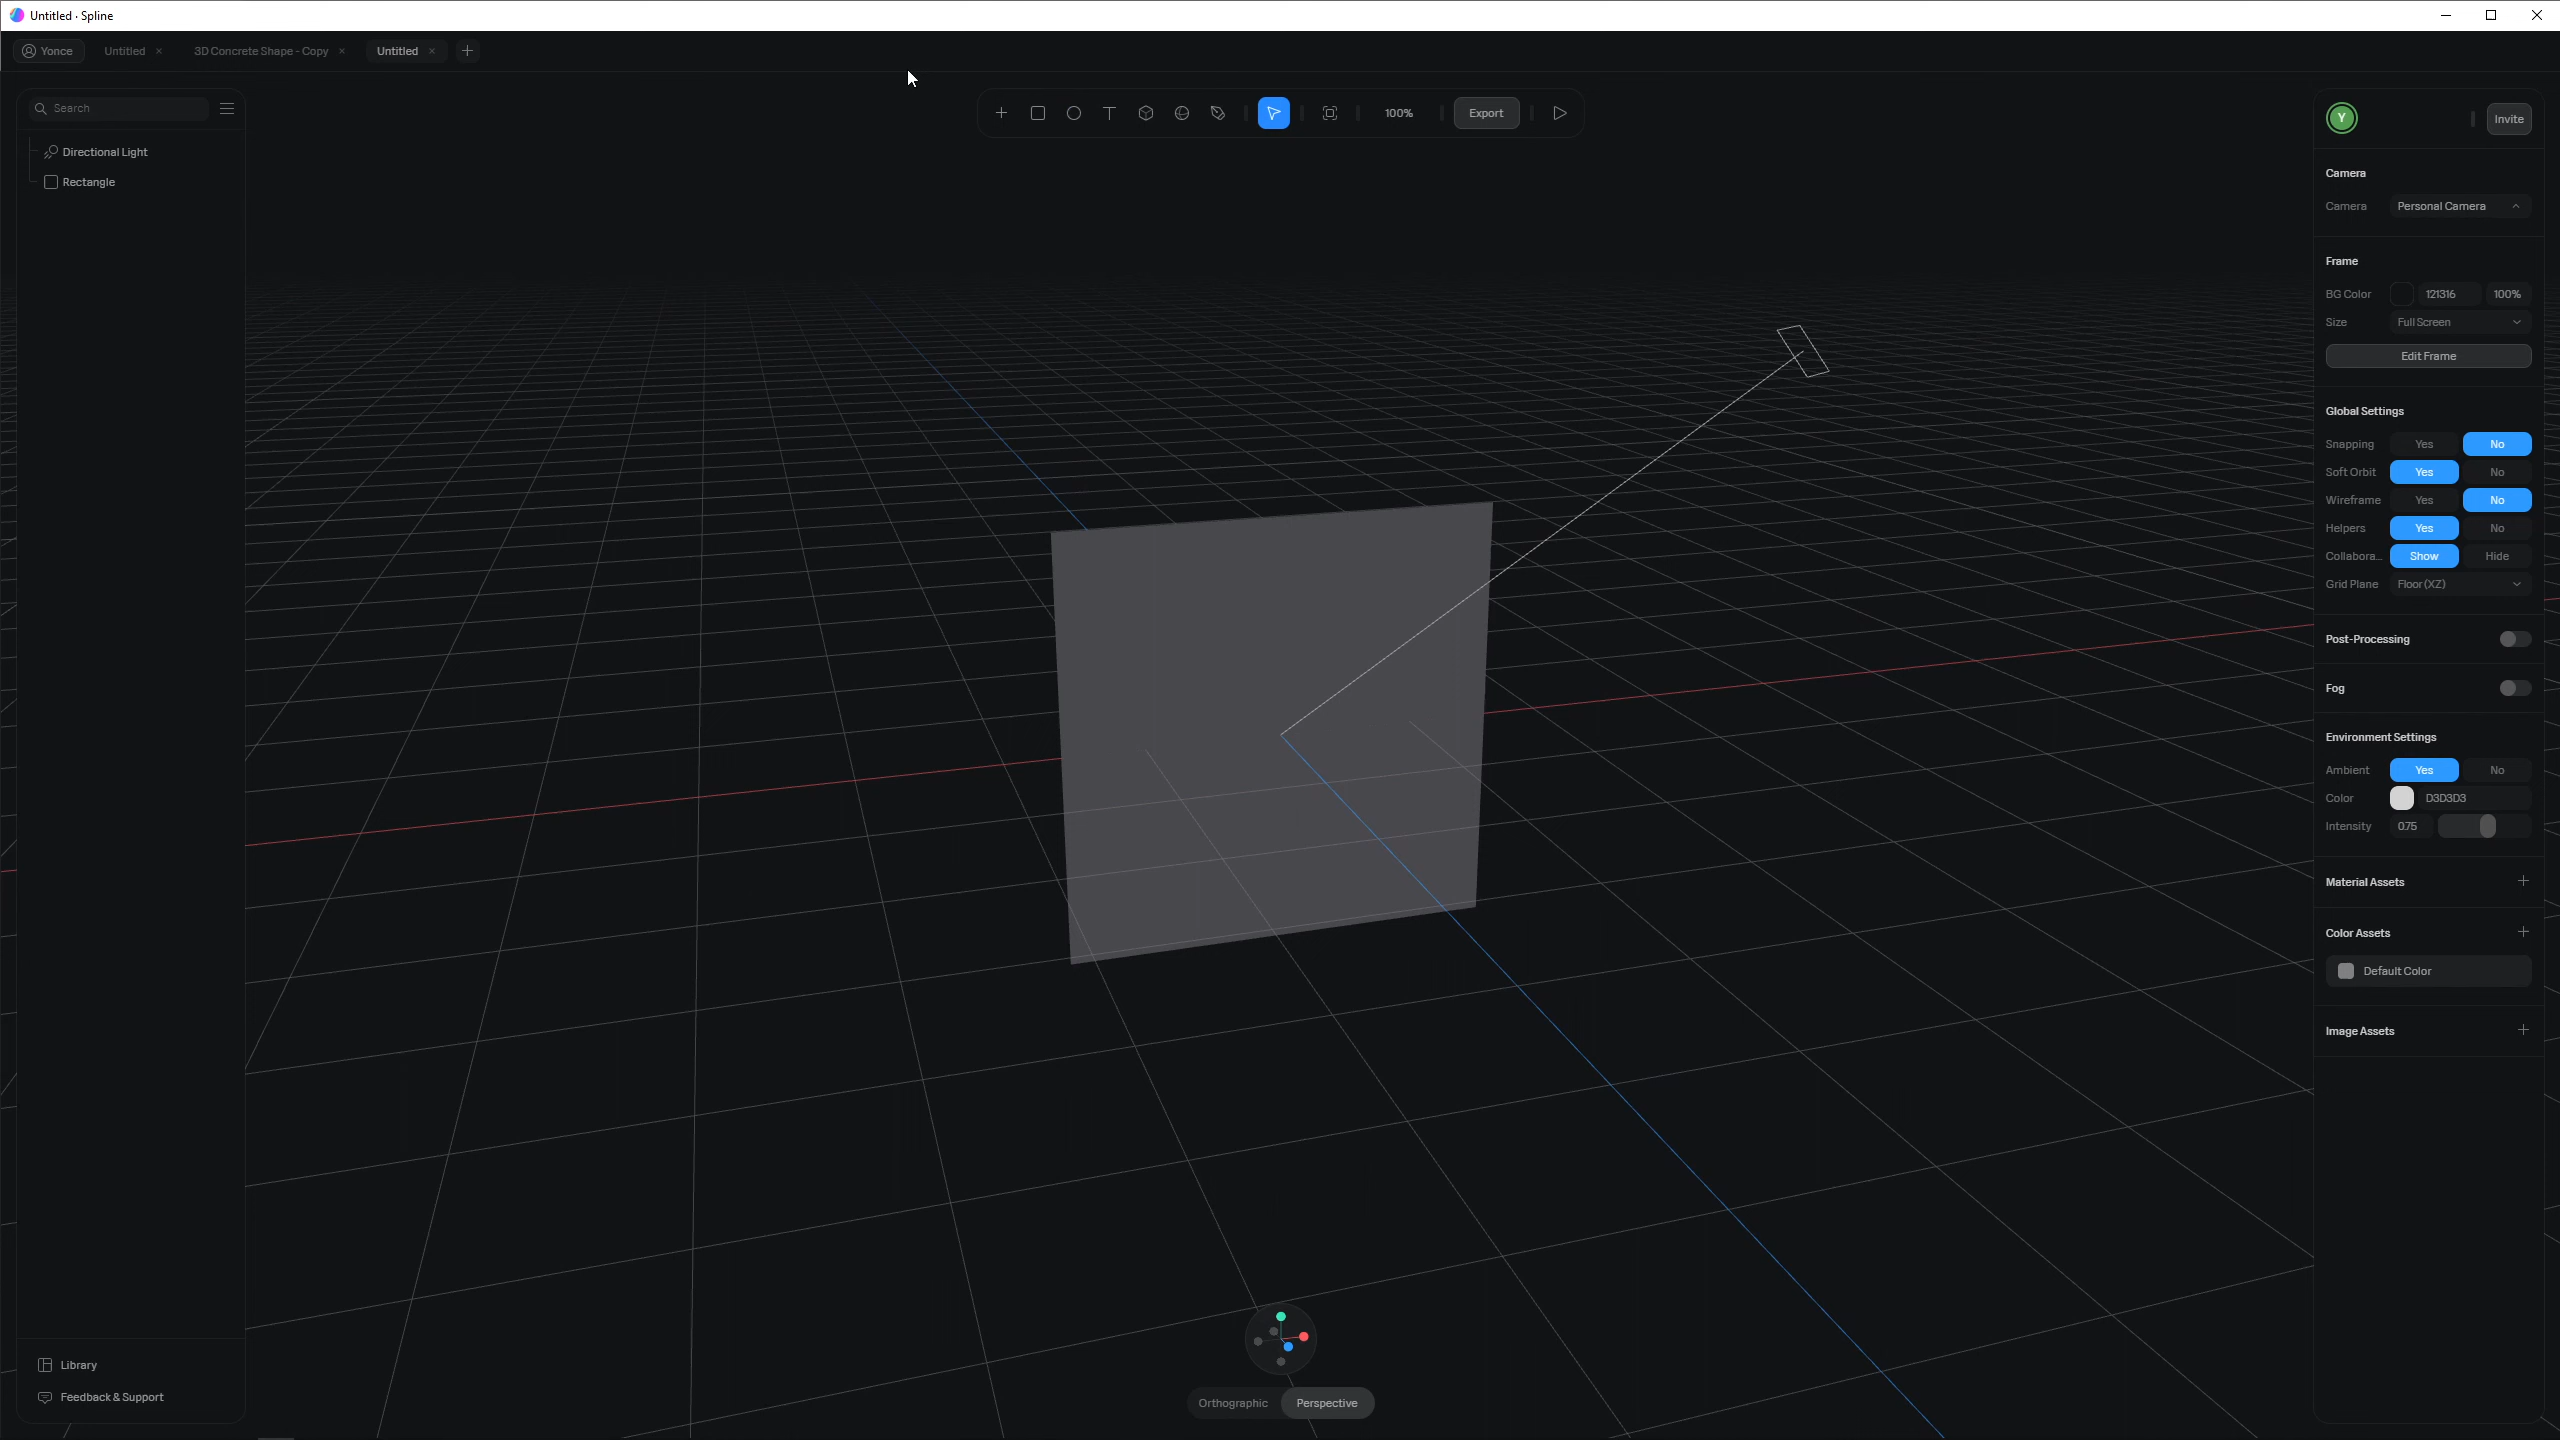 Untitled · Spline
Yonce
Untitled
3D Concrete Shape - Copy
Untitled
Search
Directional Light
Rectangle
100%
Export
Y
Invite
Camera
Camera Personal Camera
Frame
BG Color 121316 100%
Size Full Screen
Edit Frame
Global Settings
Snapping Yes No
Soft Orbit Yes No
Wireframe Yes No
Helpers Yes No
Collabora... Show Hide
Grid Plane Floor (XZ)
Post-Processing
Fog
Environment Settings
Ambient Yes No
Color D3D3D3
Intensity 0.75
Material Assets
Color Assets
Default Color
Image Assets
Library
Feedback & Support
Orthographic Perspective